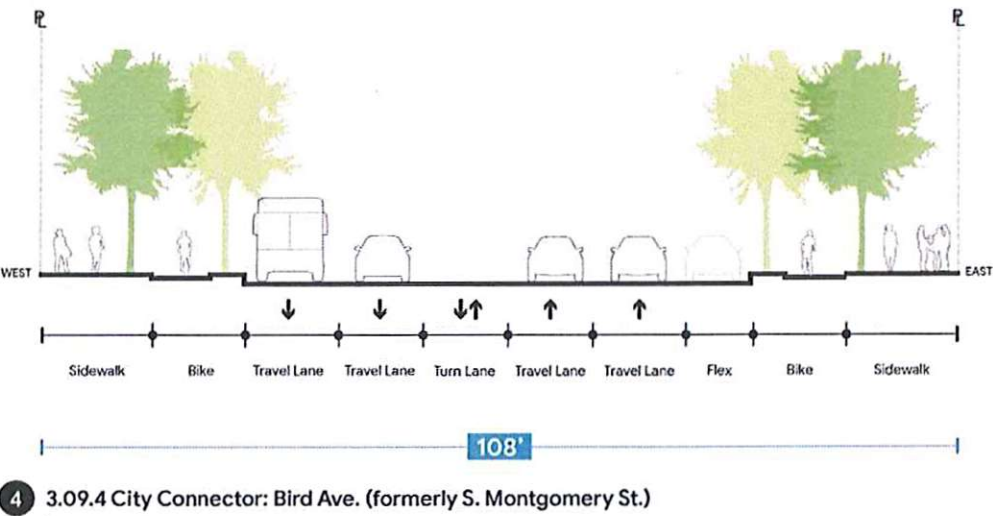 PL PL
WEST EAST
↓ ↓ ↓↑ ↑ ↑
Sidewalk Bike Travel Lane Travel Lane Turn Lane Travel Lane Travel Lane Flex Bike Sidewalk
108'
4 3.09.4 City Connector: Bird Ave. (formerly S. Montgomery St.)